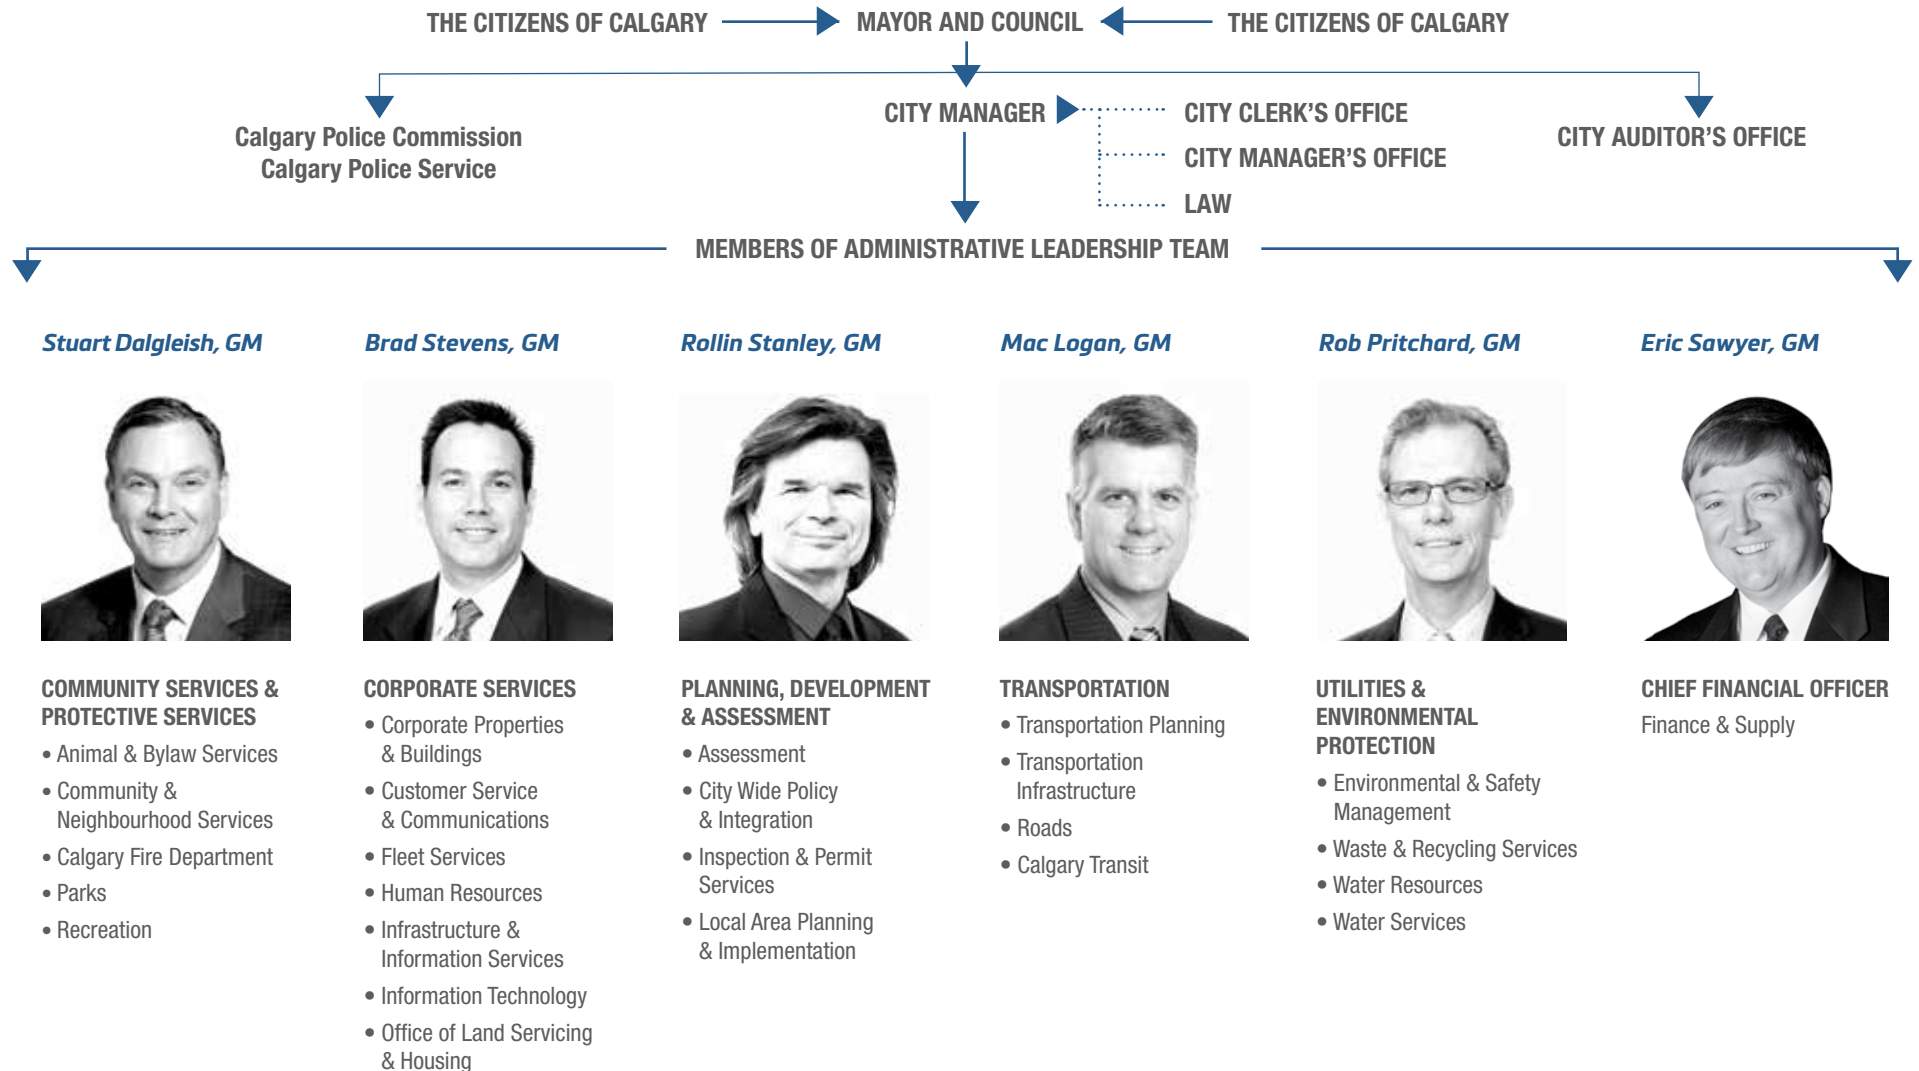 THE CITIZENS OF CALGARY
MAYOR AND COUNCIL
THE CITIZENS OF CALGARY
Calgary Police Commission
Calgary Police Service
CITY MANAGER
CITY CLERK'S OFFICE
CITY MANAGER'S OFFICE
LAW
CITY AUDITOR'S OFFICE
MEMBERS OF ADMINISTRATIVE LEADERSHIP TEAM
Stuart Dalgleish, GM
COMMUNITY SERVICES &
PROTECTIVE SERVICES
• Animal & Bylaw Services
• Community &
Neighbourhood Services
• Calgary Fire Department
• Parks
• Recreation
Brad Stevens, GM
CORPORATE SERVICES
• Corporate Properties
& Buildings
• Customer Service
& Communications
• Fleet Services
• Human Resources
• Infrastructure &
Information Services
• Information Technology
• Office of Land Servicing
& Housing
Rollin Stanley, GM
PLANNING, DEVELOPMENT
& ASSESSMENT
• Assessment
• City Wide Policy
& Integration
• Inspection & Permit
Services
• Local Area Planning
& Implementation
Mac Logan, GM
TRANSPORTATION
• Transportation Planning
• Transportation
Infrastructure
• Roads
• Calgary Transit
Rob Pritchard, GM
UTILITIES &
ENVIRONMENTAL
PROTECTION
• Environmental & Safety
Management
• Waste & Recycling Services
• Water Resources
• Water Services
Eric Sawyer, GM
CHIEF FINANCIAL OFFICER
Finance & Supply